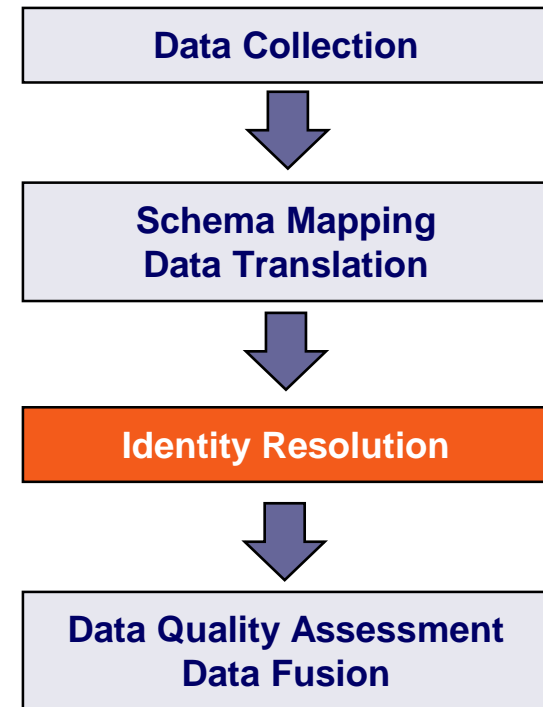 Data Collection
Schema Mapping
Data Translation
Identity Resolution
Data Quality Assessment
Data Fusion